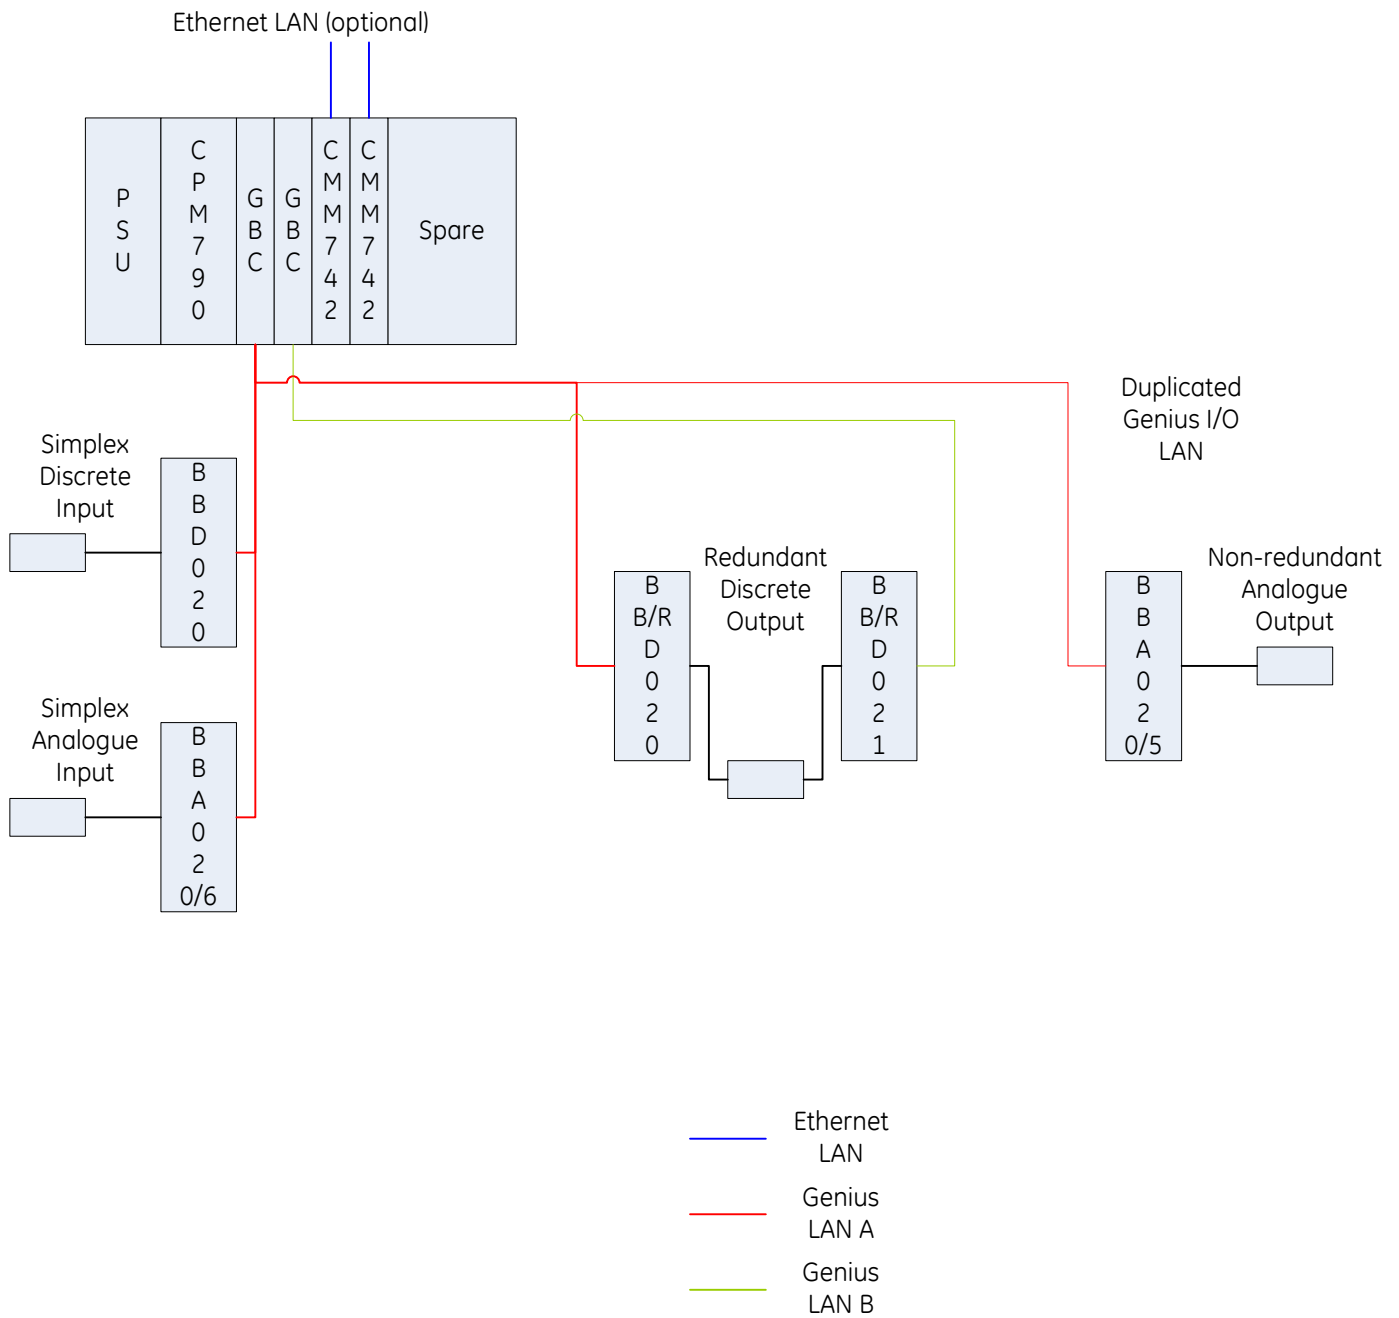 Ethernet LAN (optional)
P
S
U
C
P
M
7
9
0
G
B
C
G
B
C
C
M
M
7
4
2
C
M
M
7
4
2
Spare
Duplicated
Genius I/O
LAN
Simplex
Discrete
Input
B
B
D
0
2
0
Simplex
Analogue
Input
B
B
A
0
2
0/6
B
B/R
D
0
2
0
Redundant
Discrete
Output
B
B/R
D
0
2
1
B
B
A
0
2
0/5
Non-redundant
Analogue
Output
Ethernet
LAN
Genius
LAN A
Genius
LAN B